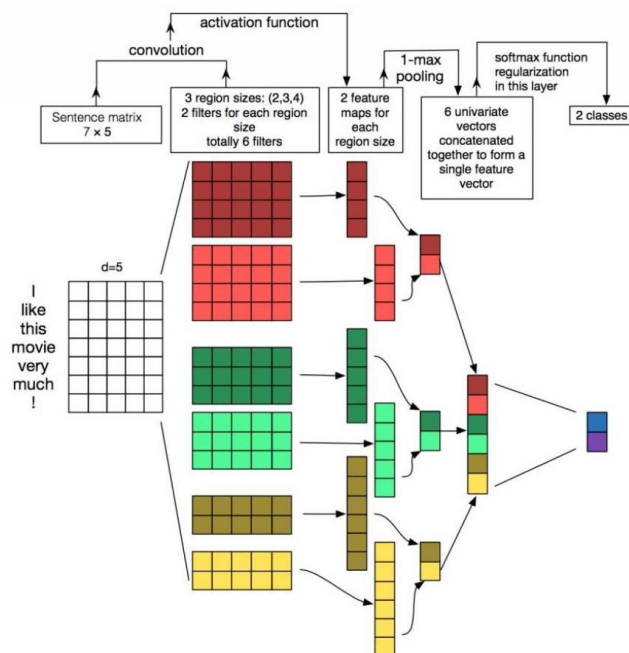 activation function
convolution
1-max
pooling
softmax function
regularization
in this layer
Sentence matrix
7 × 5
3 region sizes: (2,3,4)
2 filters for each region
size
totally 6 filters
2 feature
maps for
each
region size
6 univariate
vectors
concatenated
together to form a
single feature
vector
2 classes
d=5
I
like
this
movie
very
much
!